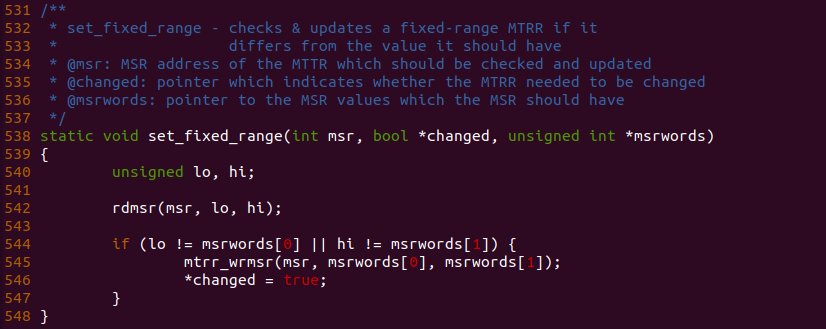 531 /**
532  * set_fixed_range - checks & updates a fixed-range MTRR if it
533  *                   differs from the value it should have
534  * @msr: MSR address of the MTTR which should be checked and updated
535  * @changed: pointer which indicates whether the MTRR needed to be changed
536  * @msrwords: pointer to the MSR values which the MSR should have
537  */
538 static void set_fixed_range(int msr, bool *changed, unsigned int *msrwords)
539 {
540         unsigned lo, hi;
541
542         rdmsr(msr, lo, hi);
543
544         if (lo != msrwords[0] || hi != msrwords[1]) {
545                 mtrr_wrmsr(msr, msrwords[0], msrwords[1]);
546                 *changed = true;
547         }
548 }